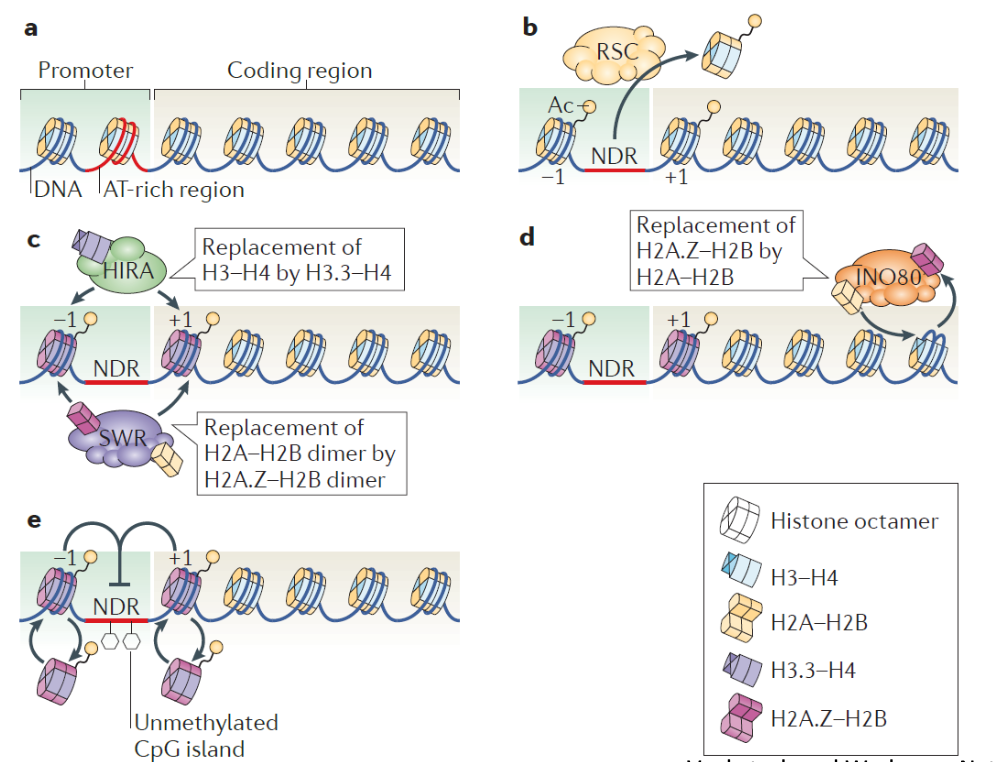 a
Promoter
Coding region
DNA
AT-rich region
b
RSC
Ac
NDR
−1
+1
c
HIRA
Replacement of
H3–H4 by H3.3–H4
−1
+1
NDR
SWR
Replacement of
H2A–H2B dimer by
H2A.Z–H2B dimer
d
Replacement of
H2A.Z–H2B by
H2A–H2B
INO80
−1
+1
NDR
e
−1
+1
NDR
Unmethylated
CpG island
Histone octamer
H3–H4
H2A–H2B
H3.3–H4
H2A.Z–H2B